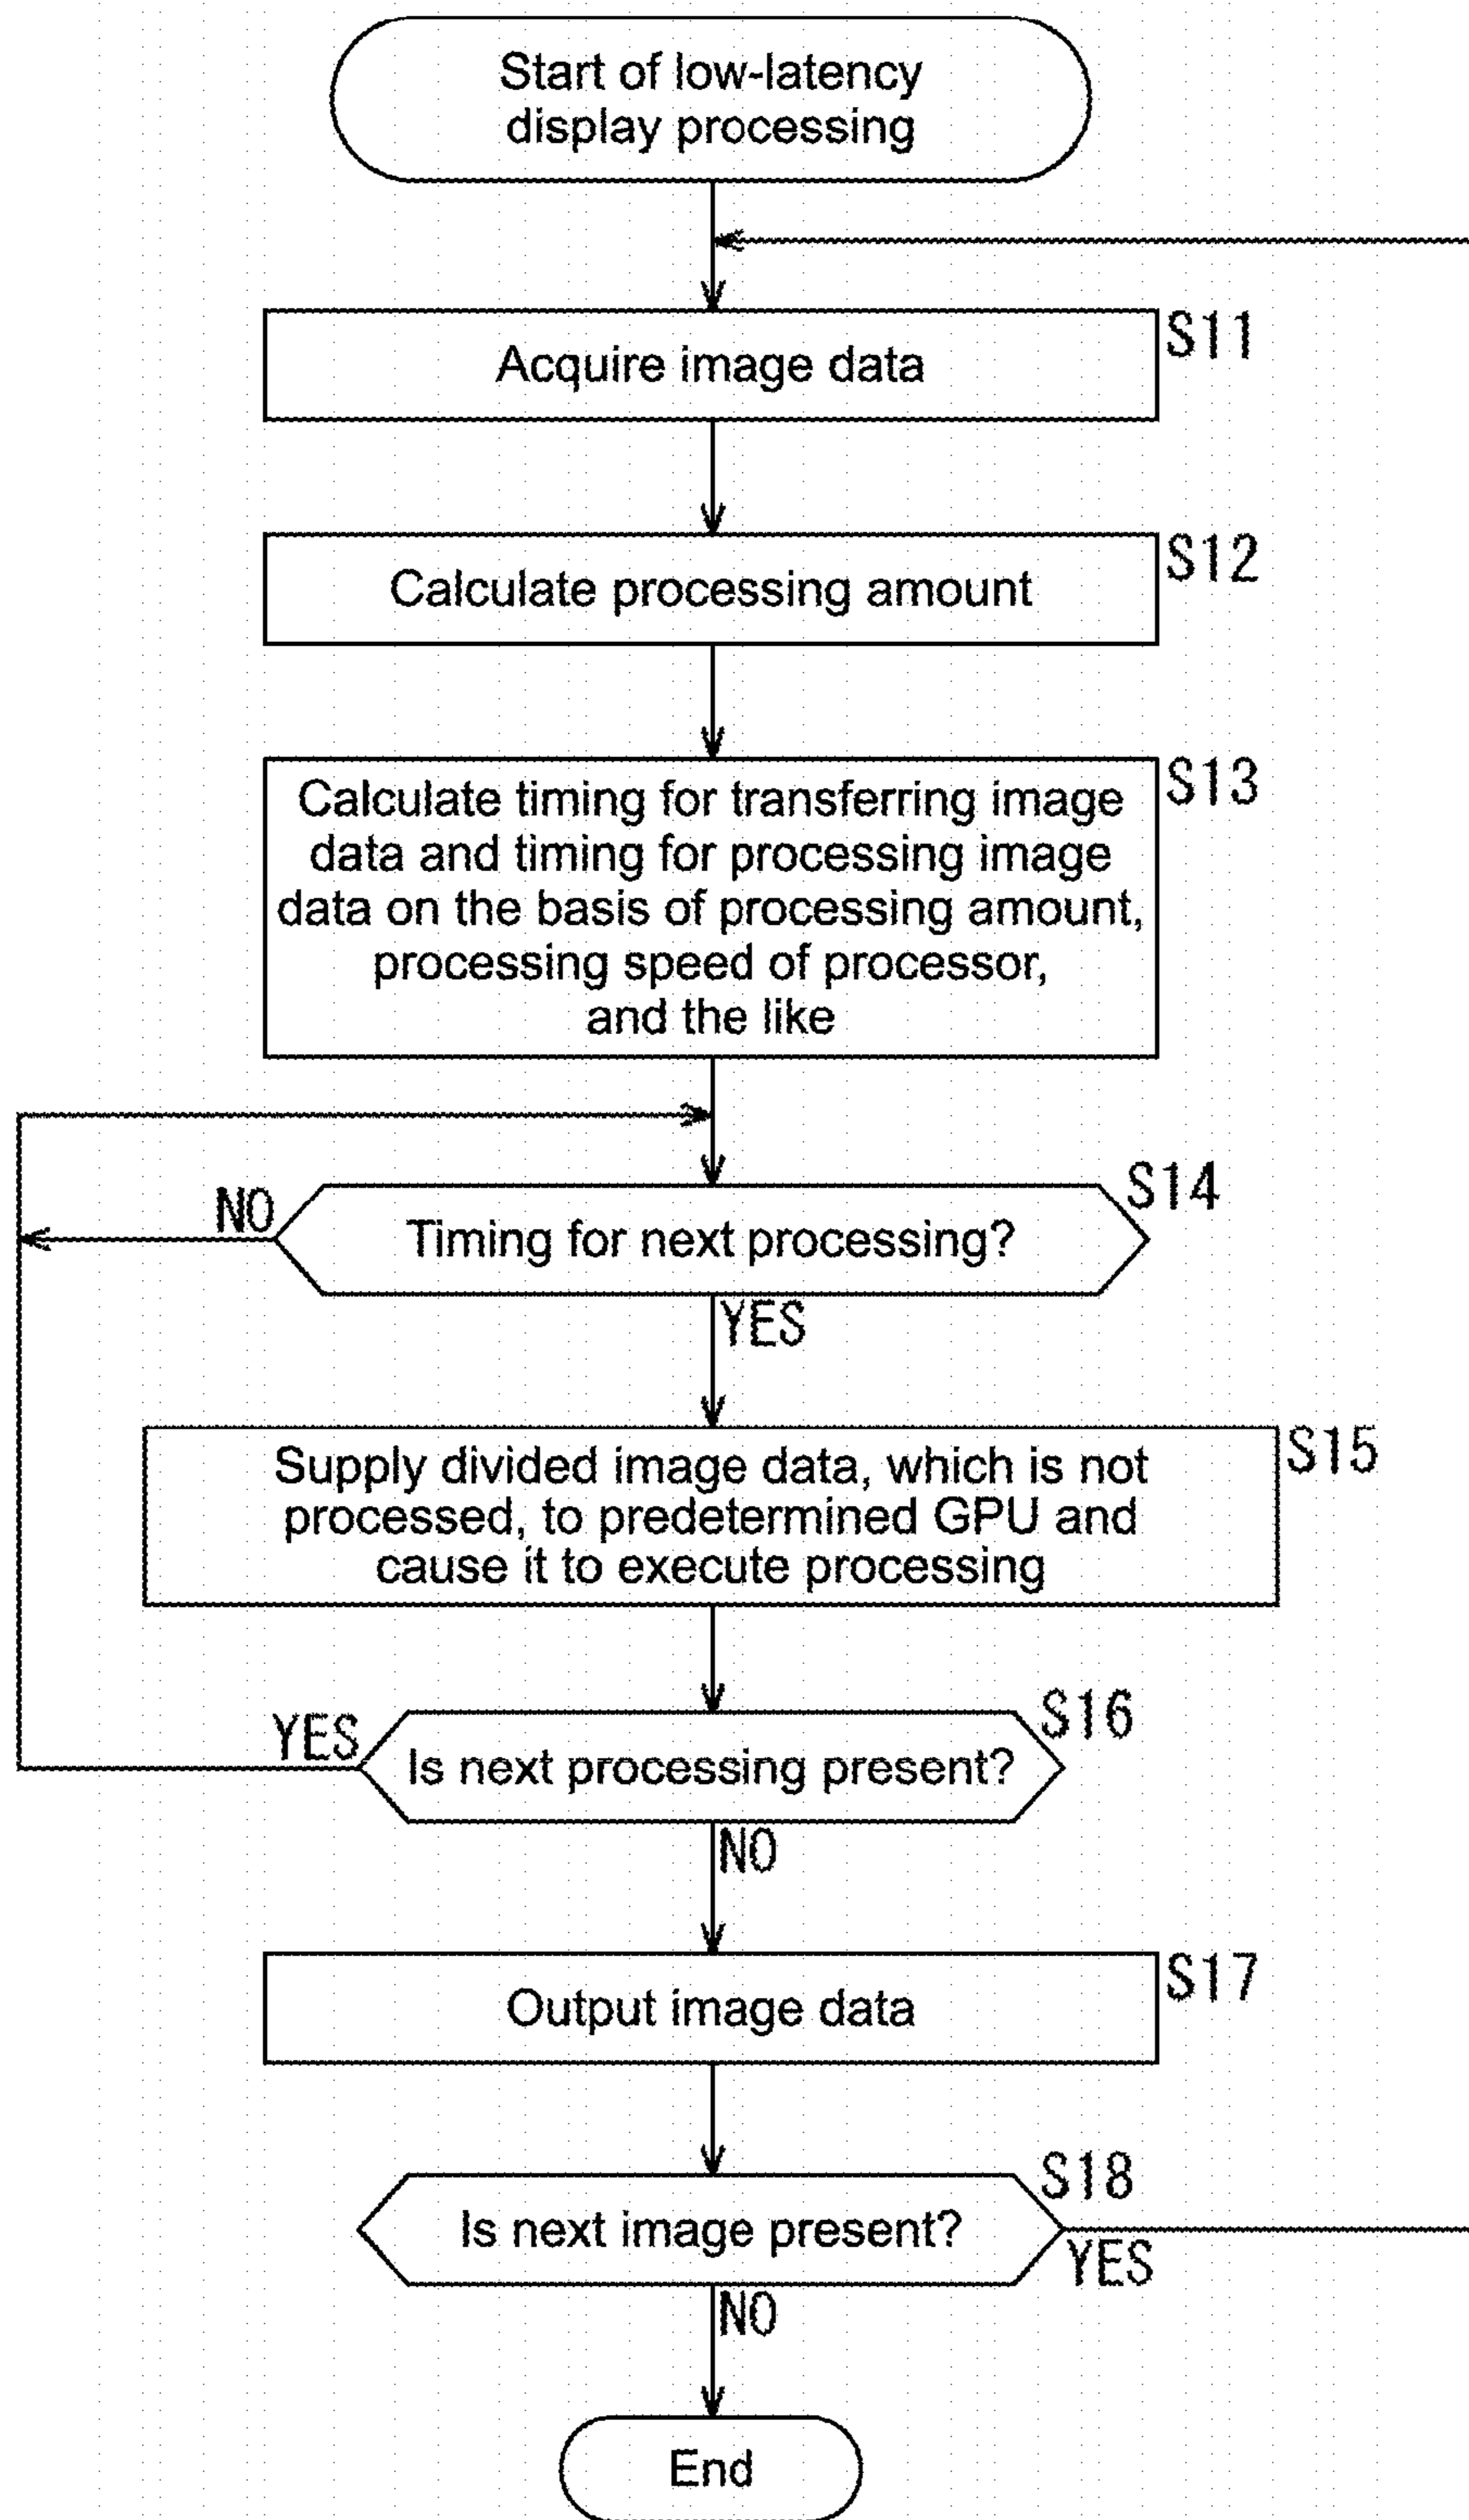 Start of low-latency
display processing
S11
Acquire image data
S12
Calculate processing amount
S13
Calculate timing for transferring image
data and timing for processing image
data on the basis of processing amount,
processing speed of processor,
and the like
S14
NO
Timing for next processing?
YES
S15
Supply divided image data, which is not
processed, to predetermined GPU and
cause it to execute processing
S16
YES
Is next processing present?
NO
S17
Output image data
S18
Is next image present?
YES
NO
End